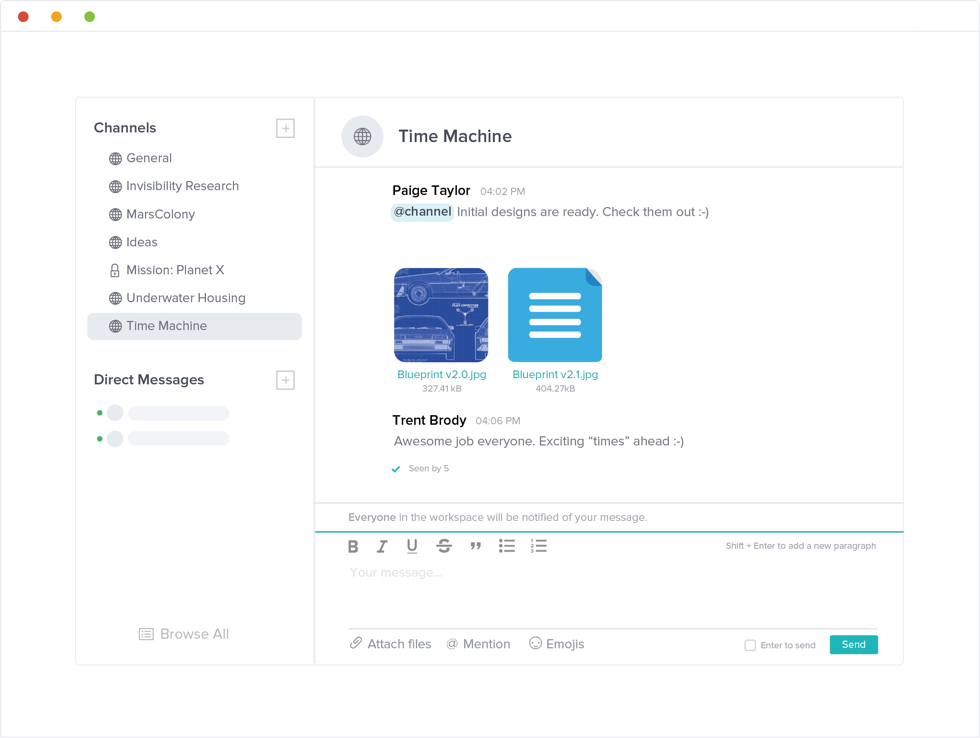 Channels
General
Invisibility Research
MarsColony
Ideas
Mission: Planet X
Underwater Housing
Time Machine
Direct Messages
Browse All
Time Machine
Paige Taylor 04:02 PM
@channel Initial designs are ready. Check them out :-)
Blueprint v2.0.jpg
327.41 kB
Blueprint v2.1.jpg
404.27kB
Trent Brody 04:06 PM
Awesome job everyone. Exciting “times” ahead :-)
Seen by 5
Everyone in the workspace will be notified of your message.
B I U S
Shift + Enter to add a new paragraph
Your message...
Attach files @ Mention Emojis
Enter to send Send